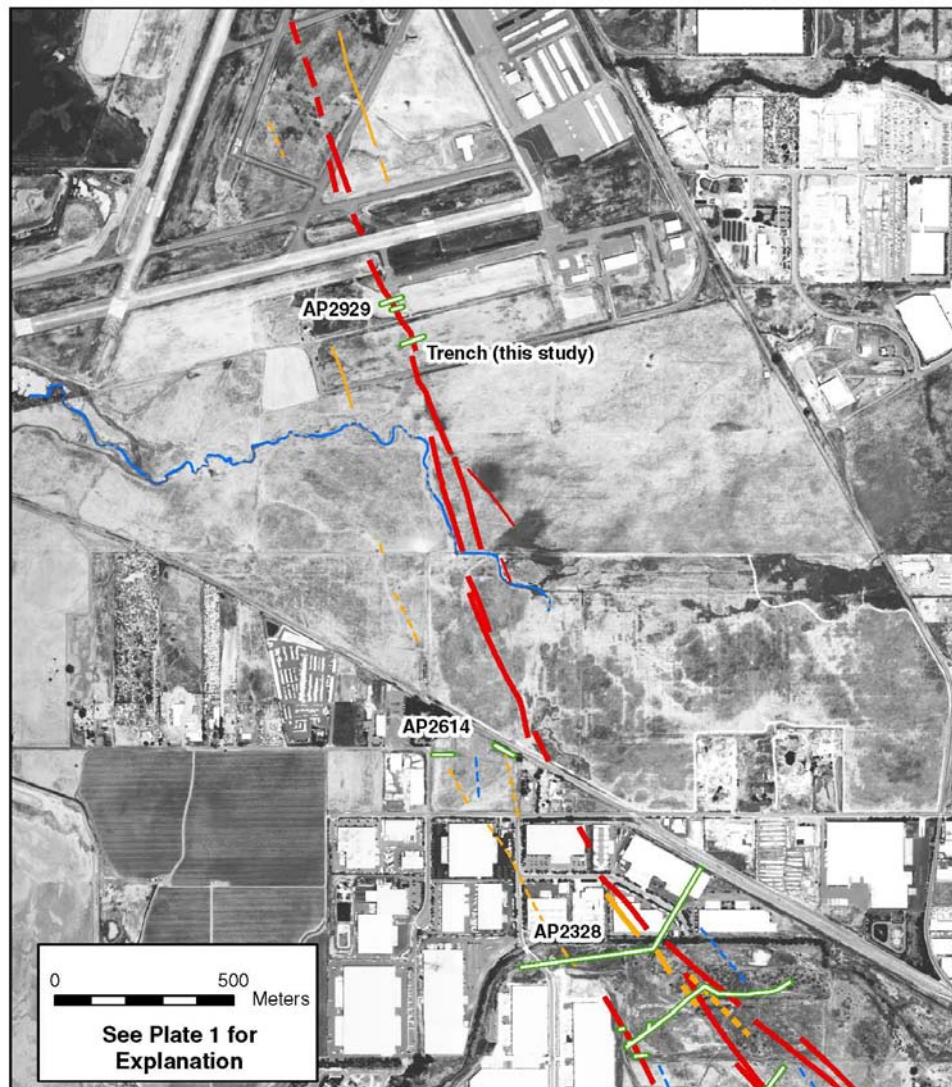 AP2929
Trench (this study)
AP2614
AP2328
0 500 Meters
See Plate 1 for
Explanation